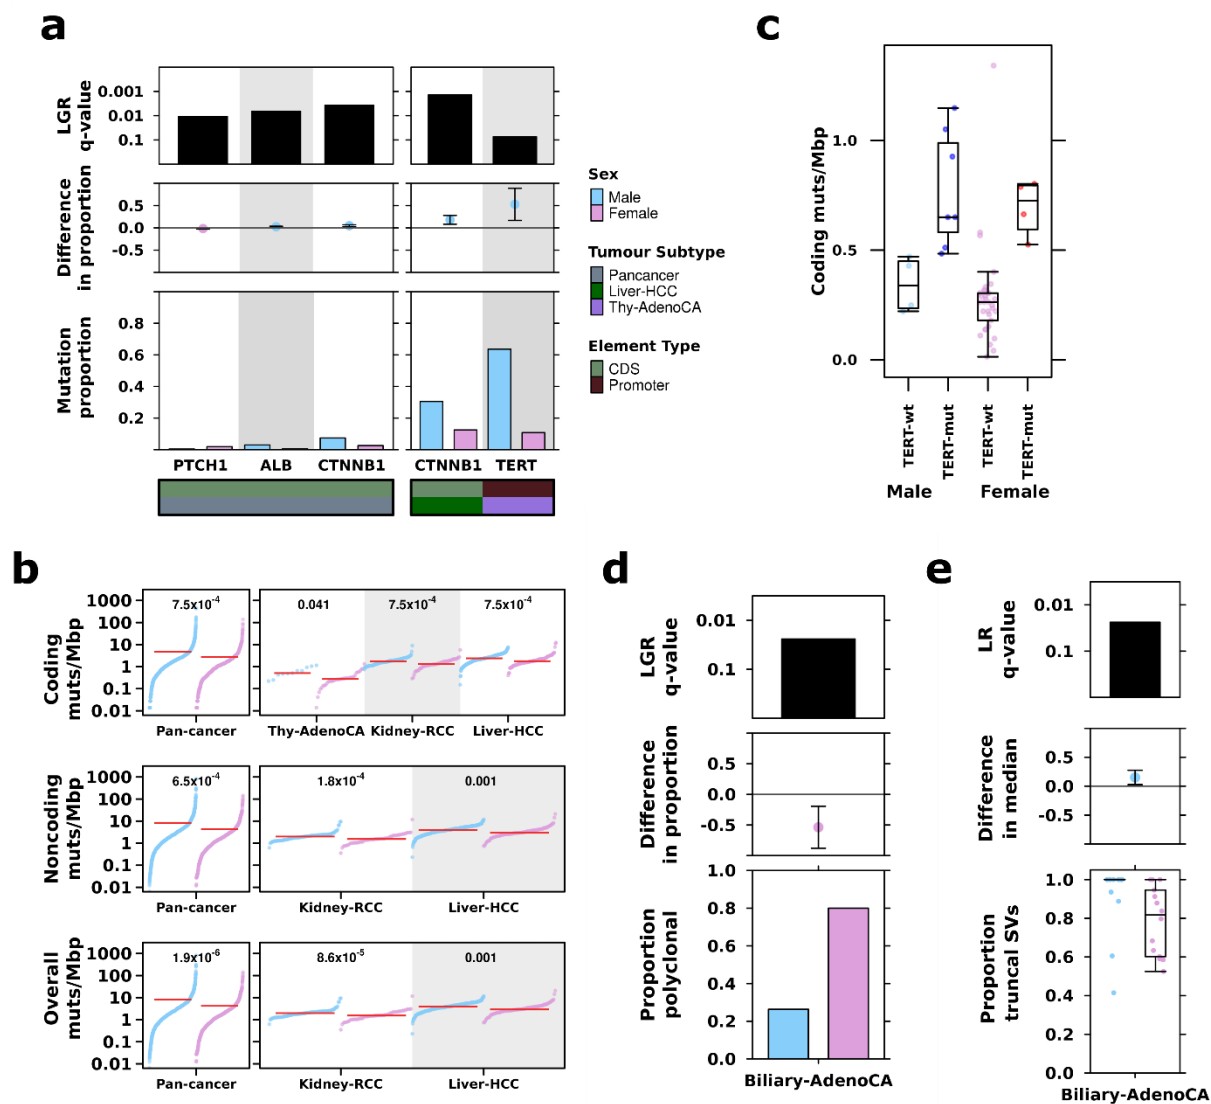 a
LGR
q-value
0.001
0.01
0.1
Difference
in proportion
0.5
0.0
-0.5
Mutation
proportion
0.8
0.6
0.4
0.2
PTCH1 ALB CTNNB1 CTNNB1 TERT
Sex
Male
Female
Tumour Subtype
Pancancer
Liver-HCC
Thy-AdenoCA
Element Type
CDS
Promoter
c
Coding muts/Mbp
1.0
0.5
0.0
TERT-wt
TERT-mut
TERT-wt
TERT-mut
Male Female
b
Coding
muts/Mbp
1000
100
10
1
0.1
0.01
7.5x10-4
0.041
7.5x10-4
7.5x10-4
Pan-cancer Thy-AdenoCA Kidney-RCC Liver-HCC
Noncoding
muts/Mbp
1000
100
10
1
0.1
0.01
6.5x10-4
1.8x10-4
0.001
Pan-cancer Kidney-RCC Liver-HCC
Overall
muts/Mbp
1000
100
10
1
0.1
0.01
1.9x10-6
8.6x10-5
0.001
Pan-cancer Kidney-RCC Liver-HCC
d
LGR
q-value
0.01
0.1
Difference
in proportion
0.5
0.0
-0.5
Proportion
polyclonal
1.0
0.8
0.6
0.4
0.2
0.0
Biliary-AdenoCA
e
LR
q-value
0.01
0.1
Difference
in median
0.5
0.0
-0.5
Proportion
truncal SVs
1.0
0.8
0.6
0.4
0.2
0.0
Biliary-AdenoCA